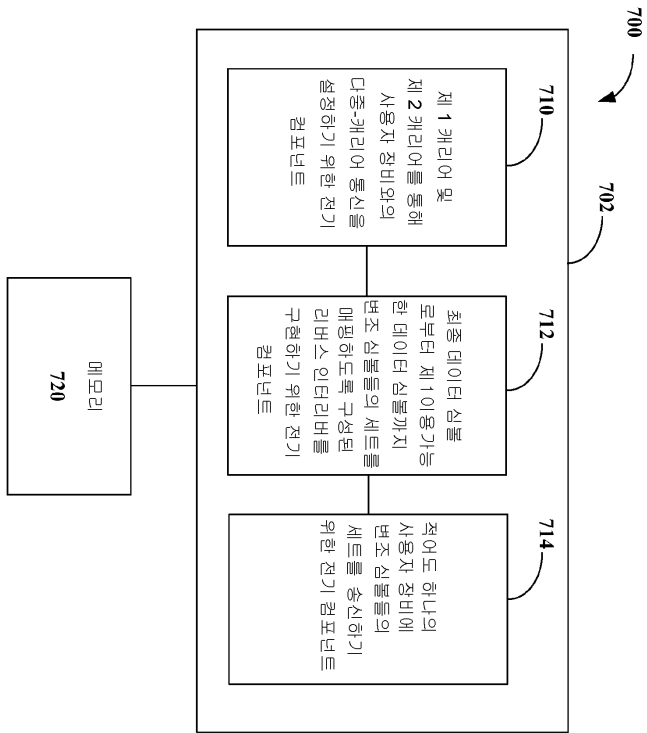 700
702
710
제 1 캐리어 및
제 2 캐리어를 통해
사용자 장비와의
다중-캐리어 통신을
설정하기 위한 전기
컴포넌트
712
최종 데이터 심볼
로부터 제1이용가능
한 데이터 심볼까지
변조 심볼들의 세트를
매핑하도록 구성된
리버스 인터리버를
구현하기 위한 전기
컴포넌트
714
적어도 하나의
사용자 장비에
변조 심볼들의
세트를 송신하기
위한 전기 컴포넌트
메모리
720